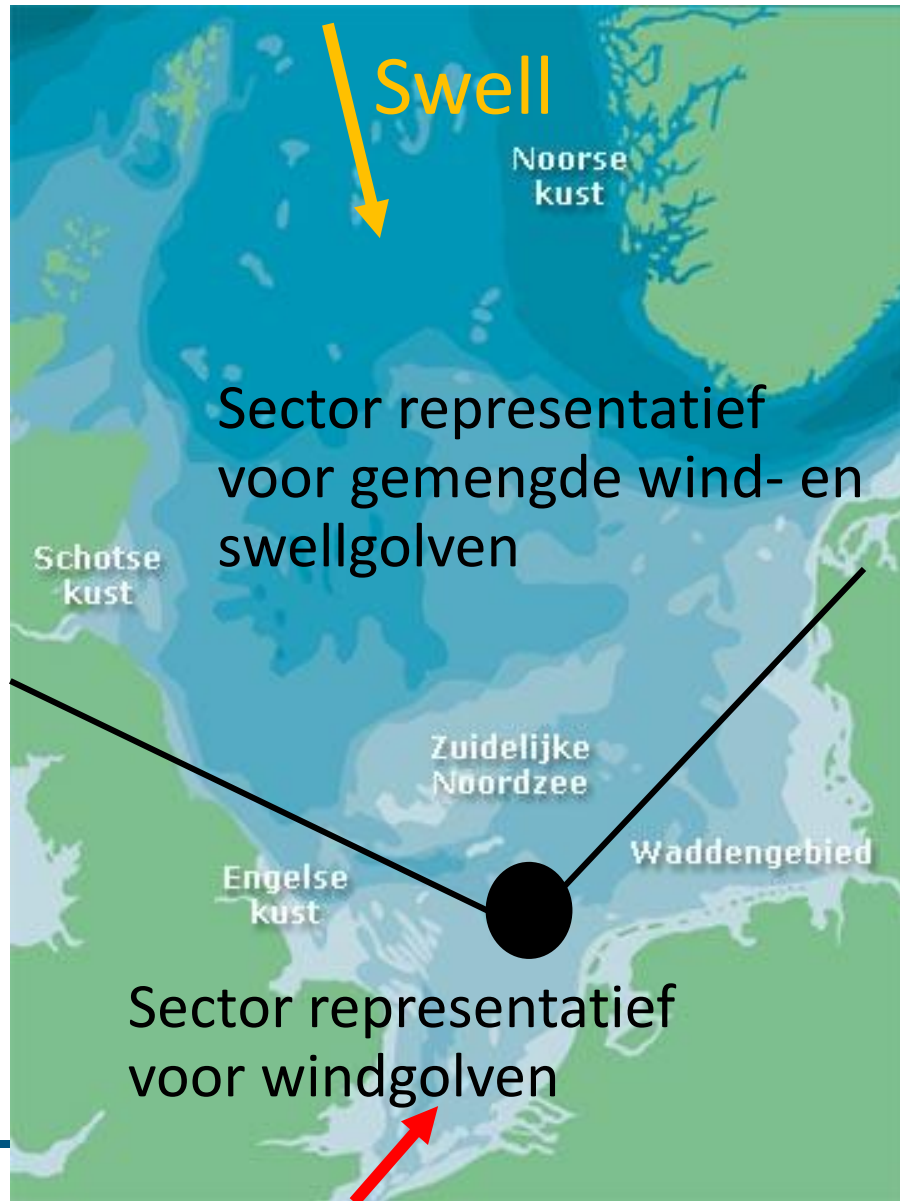 Swell
Noorse
kust
Sector representatief
voor gemengde wind- en
swellgolven
Schotse
kust
Zuidelijke
Noordzee
Waddengebied
Engelse
kust
Sector representatief
voor windgolven